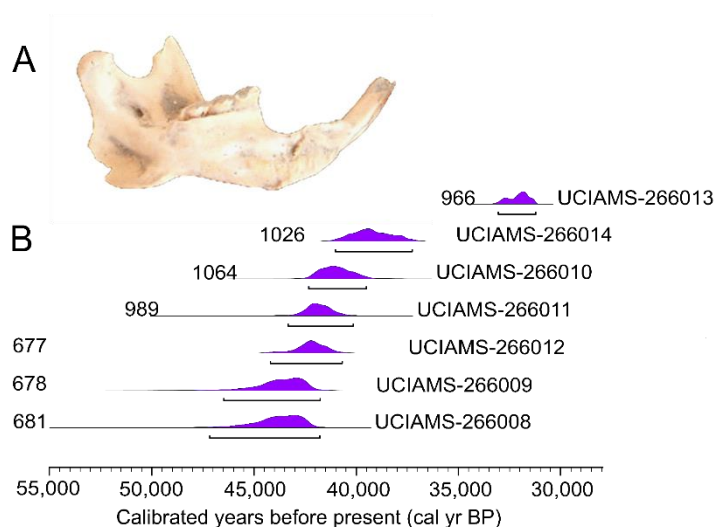 A
966 UCIAMS-266013
B 1026 UCIAMS-266014
1064 UCIAMS-266010
989 UCIAMS-266011
677 UCIAMS-266012
678 UCIAMS-266009
681 UCIAMS-266008
55,000 50,000 45,000 40,000 35,000 30,000
Calibrated years before present (cal yr BP)